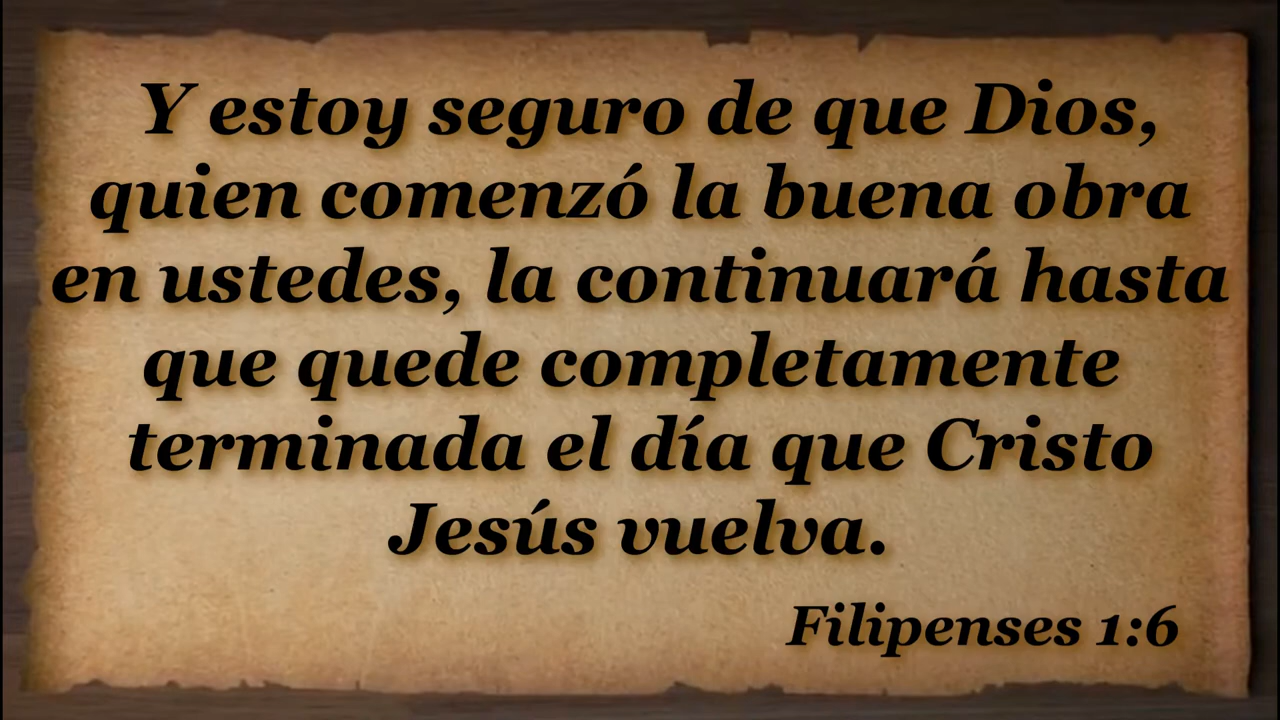 Y estoy seguro de que Dios,
quien comenzó la buena obra
en ustedes, la continuará hasta
que quede completamente
terminada el día que Cristo
Jesús vuelva.
Filipenses 1:6